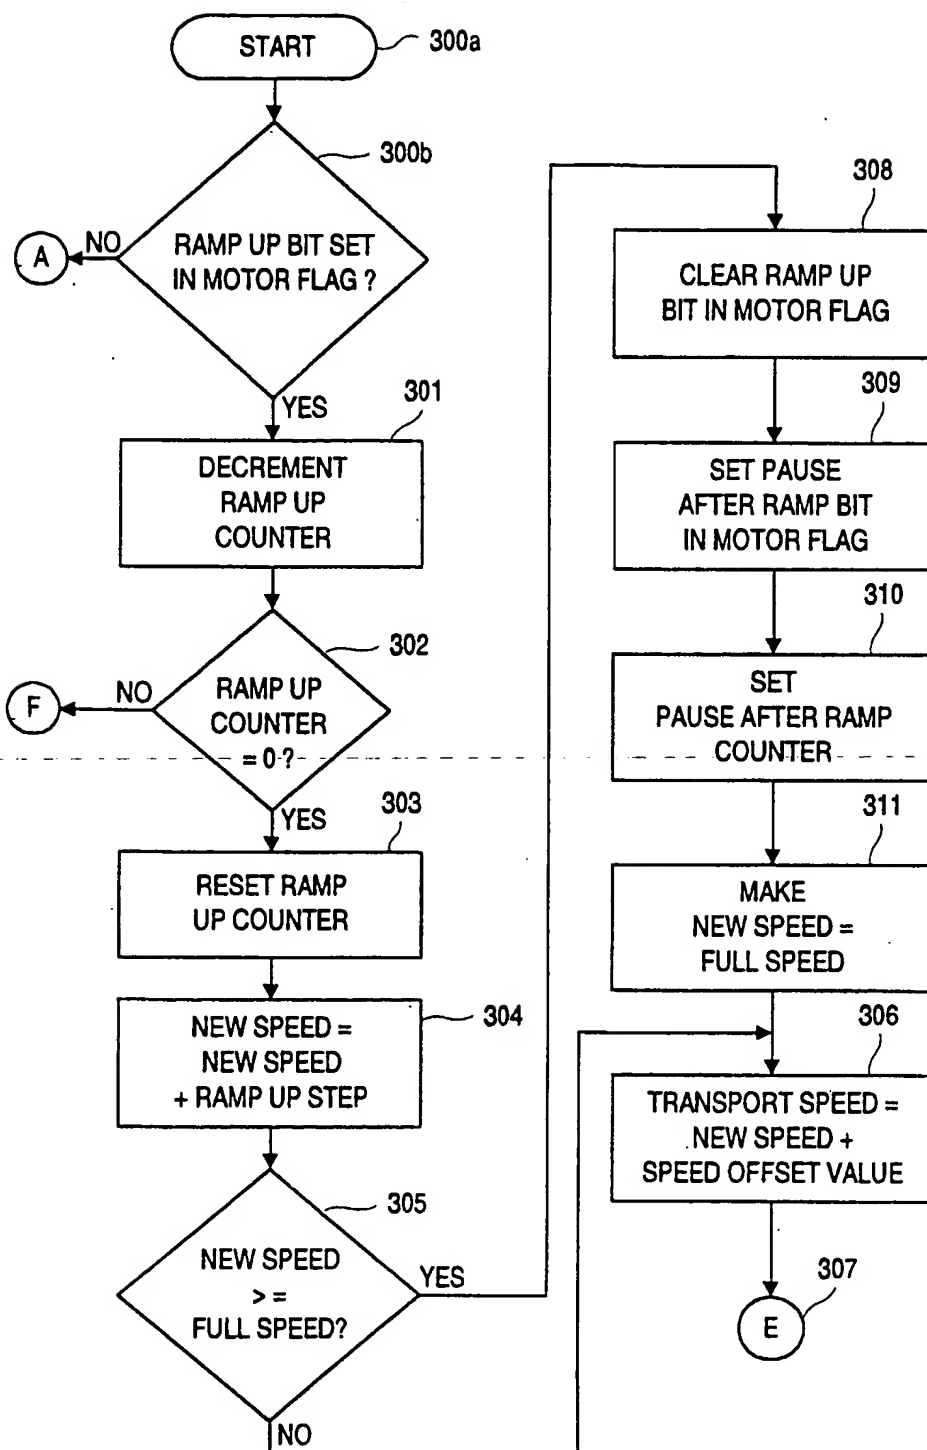 START
300a
300b
RAMP UP BIT SET
IN MOTOR FLAG ?
NO
A
YES
301
DECREMENT
RAMP UP
COUNTER
302
RAMP UP
COUNTER
= 0 ?
NO
F
YES
303
RESET RAMP
UP COUNTER
304
NEW SPEED =
NEW SPEED
+ RAMP UP STEP
305
NEW SPEED
> =
FULL SPEED?
YES
NO
308
CLEAR RAMP UP
BIT IN MOTOR FLAG
309
SET PAUSE
AFTER RAMP BIT
IN MOTOR FLAG
310
SET
PAUSE AFTER RAMP
COUNTER
311
MAKE
NEW SPEED =
FULL SPEED
306
TRANSPORT SPEED =
NEW SPEED +
SPEED OFFSET VALUE
307
E